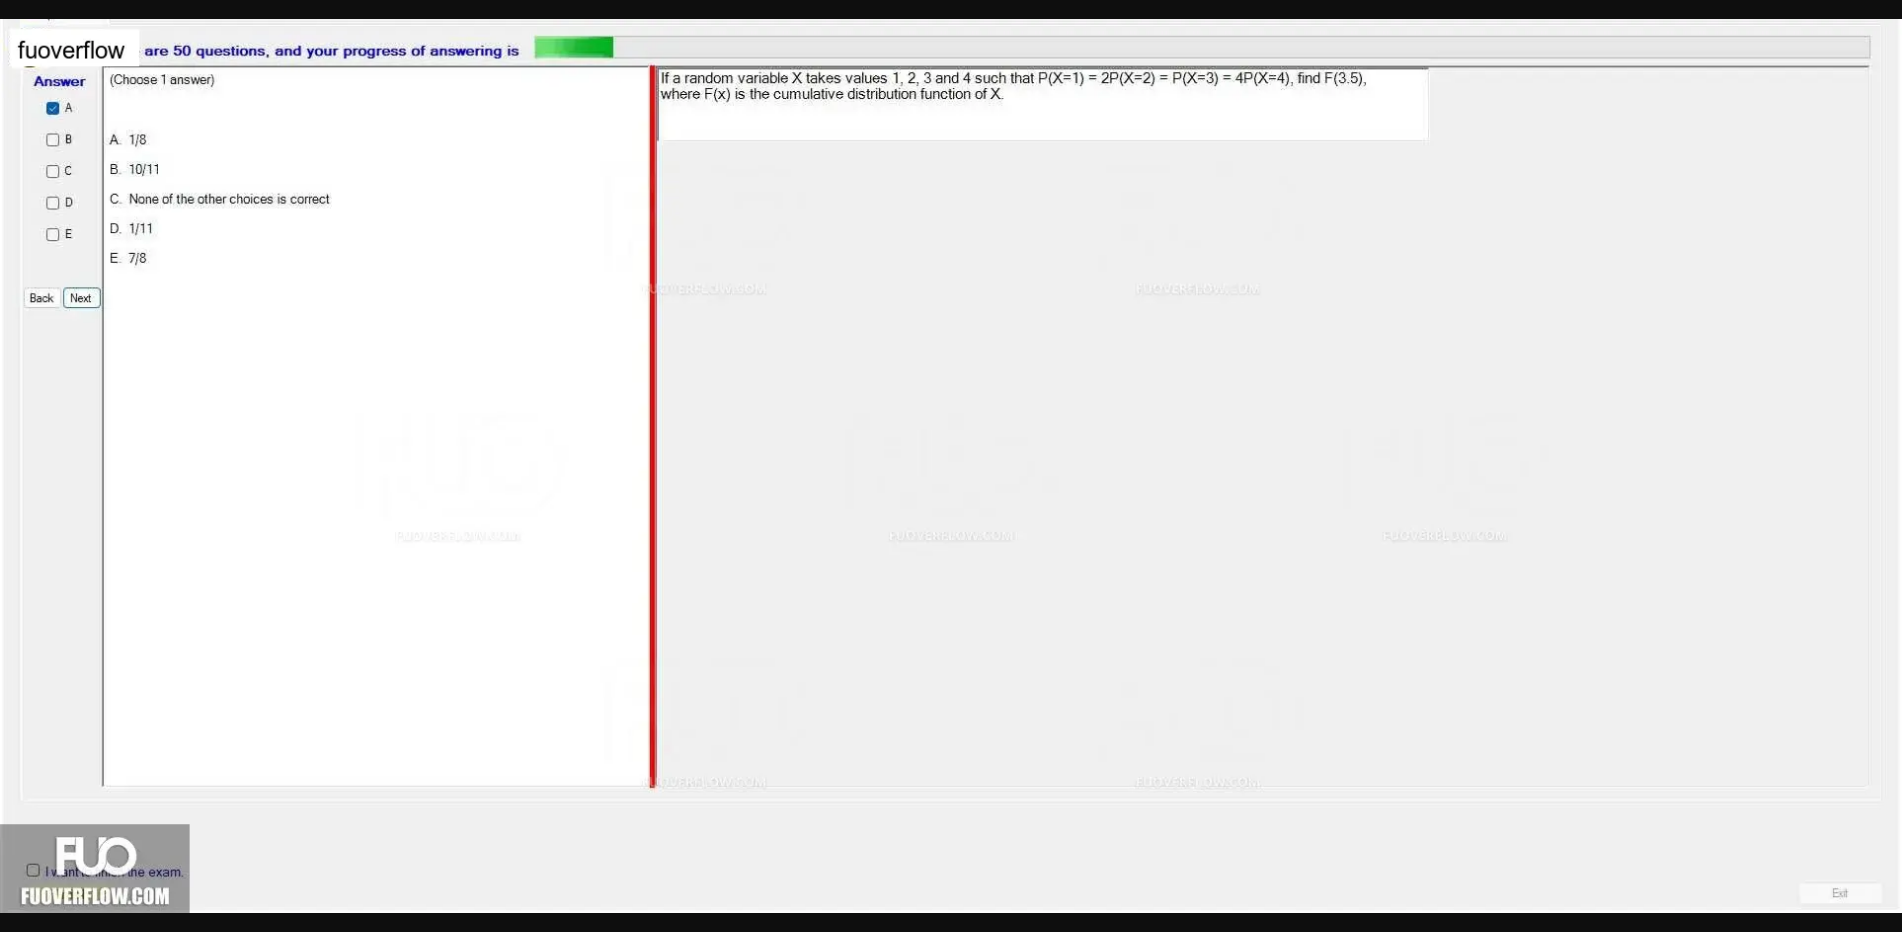 fuoverflow are 50 questions, and your progress of answering is
Answer
A
B
C
D
E
Back Next
(Choose 1 answer)
A. 1/8
B. 10/11
C. None of the other choices is correct
D. 1/11
E. 7/8
If a random variable X takes values 1, 2, 3 and 4 such that P(X=1) = 2P(X=2) = P(X=3) = 4P(X=4), find F(3.5),
where F(x) is the cumulative distribution function of X.
FUOVERFLOW.COM
FUOVERFLOW.COM
FUOVERFLOW.COM
FUOVERFLOW.COM
FUOVERFLOW.COM
FUOVERFLOW.COM
FUOVERFLOW.COM
FUO
I want the exam.
FUOVERFLOW.COM
Exit